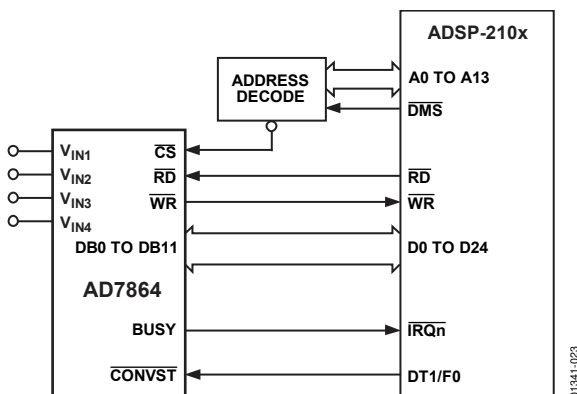 ADSP-210x
ADDRESS
DECODE
A0 TO A13
DMS
VIN1
CS
VIN2
RD
RD
VIN3
WR
WR
VIN4
DB0 TO DB11
D0 TO D24
AD7864
BUSY
IRQn
CONVST
DT1/F0
01341-023